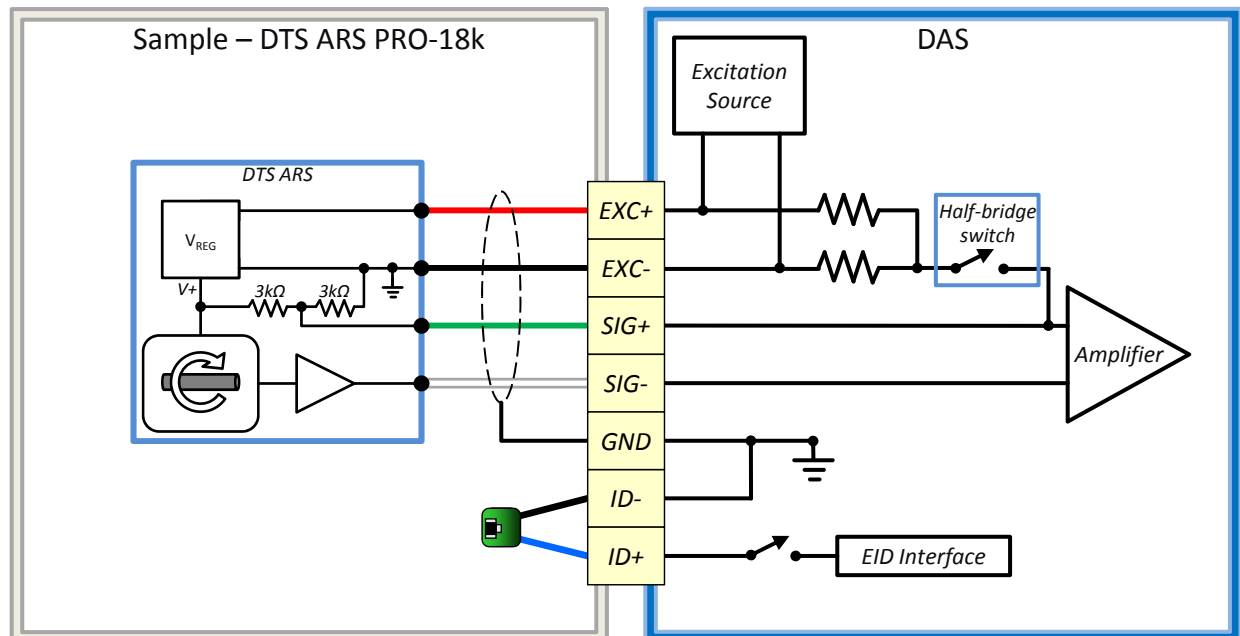 Sample – DTS ARS PRO-18k
DAS
Excitation
Source
DTS ARS
VREG
V+
3kΩ
3kΩ
EXC+
EXC-
SIG+
SIG-
GND
ID-
ID+
Half-bridge
switch
Amplifier
EID Interface